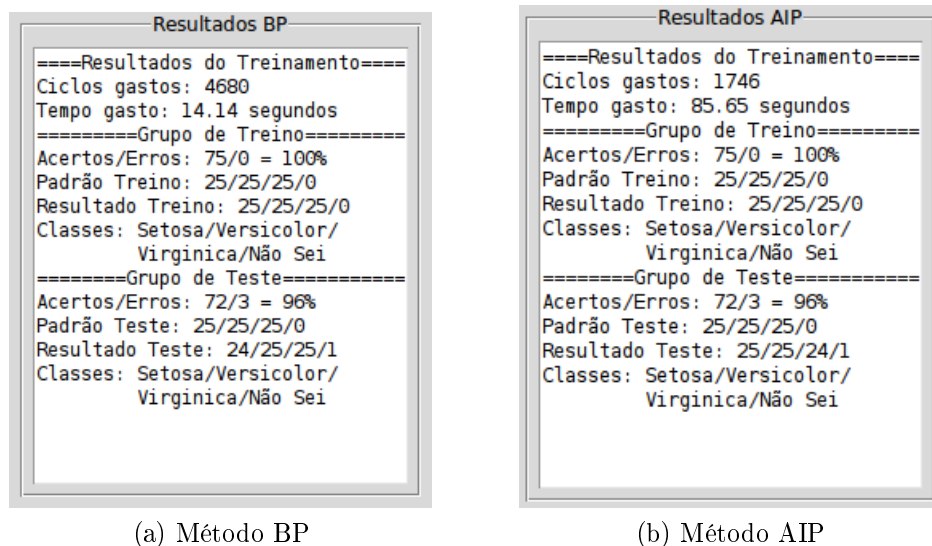 Resultados BP
====Resultados do Treinamento====
Ciclos gastos: 4680
Tempo gasto: 14.14 segundos
=========Grupo de Treino=========
Acertos/Erros: 75/0 = 100%
Padrão Treino: 25/25/25/0
Resultado Treino: 25/25/25/0
Classes: Setosa/Versicolor/
Virginica/Não Sei
========Grupo de Teste===========
Acertos/Erros: 72/3 = 96%
Padrão Teste: 25/25/25/0
Resultado Teste: 24/25/25/1
Classes: Setosa/Versicolor/
Virginica/Não Sei
(a) Método BP
Resultados AIP
====Resultados do Treinamento====
Ciclos gastos: 1746
Tempo gasto: 85.65 segundos
=========Grupo de Treino=========
Acertos/Erros: 75/0 = 100%
Padrão Treino: 25/25/25/0
Resultado Treino: 25/25/25/0
Classes: Setosa/Versicolor/
Virginica/Não Sei
========Grupo de Teste===========
Acertos/Erros: 72/3 = 96%
Padrão Teste: 25/25/25/0
Resultado Teste: 25/25/24/1
Classes: Setosa/Versicolor/
Virginica/Não Sei
(b) Método AIP